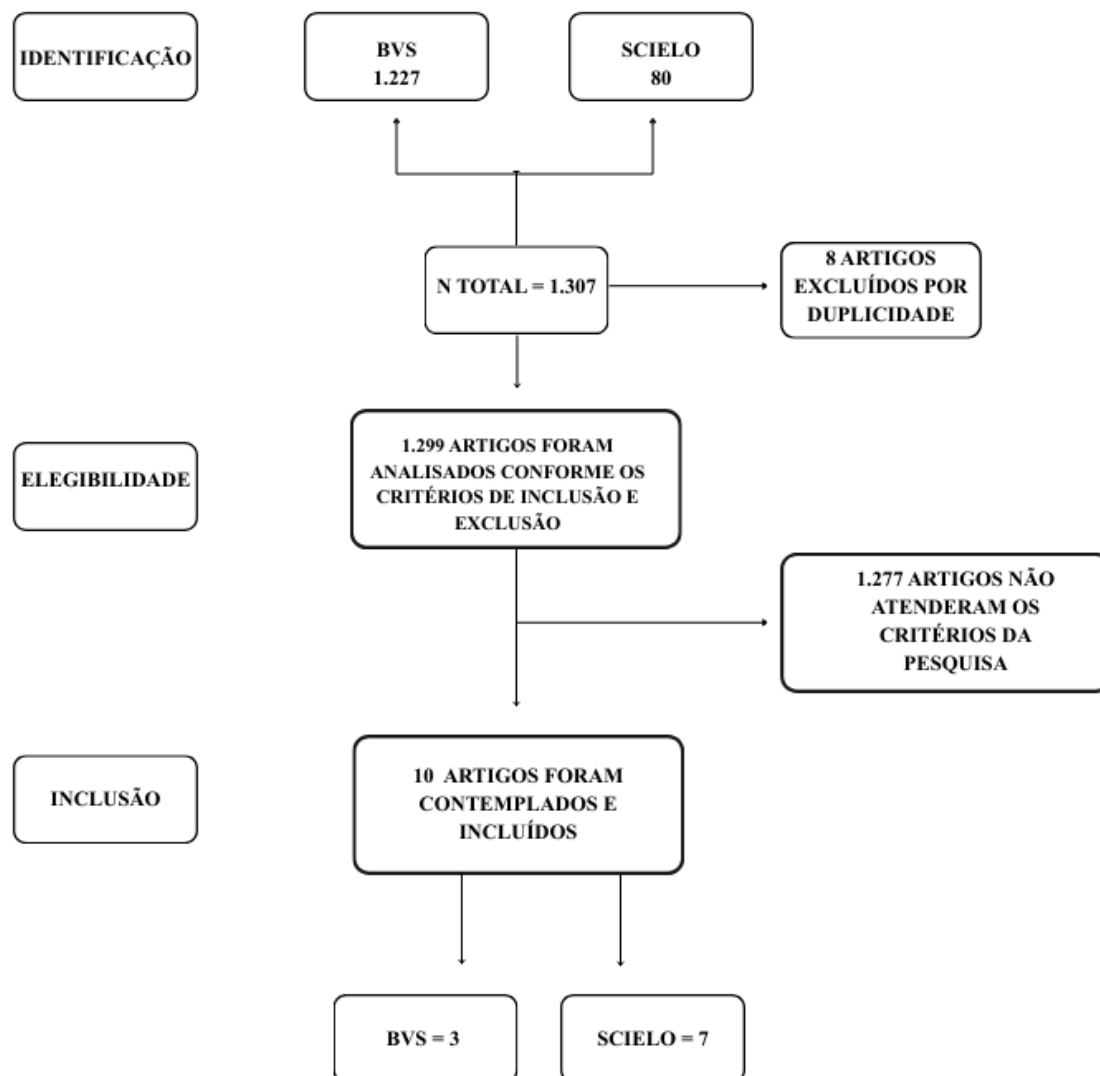 IDENTIFICAÇÃO
BVS
1.227
SCIELO
80
N TOTAL = 1.307
8 ARTIGOS
EXCLUÍDOS POR
DUPLICIDADE
ELEGIBILIDADE
1.299 ARTIGOS FORAM
ANALISADOS CONFORME OS
CRITÉRIOS DE INCLUSÃO E
EXCLUSÃO
1.277 ARTIGOS NÃO
ATENDERAM OS
CRITÉRIOS DA
PESQUISA
INCLUSÃO
10 ARTIGOS FORAM
CONTEMPLADOS E
INCLUÍDOS
BVS = 3
SCIELO = 7